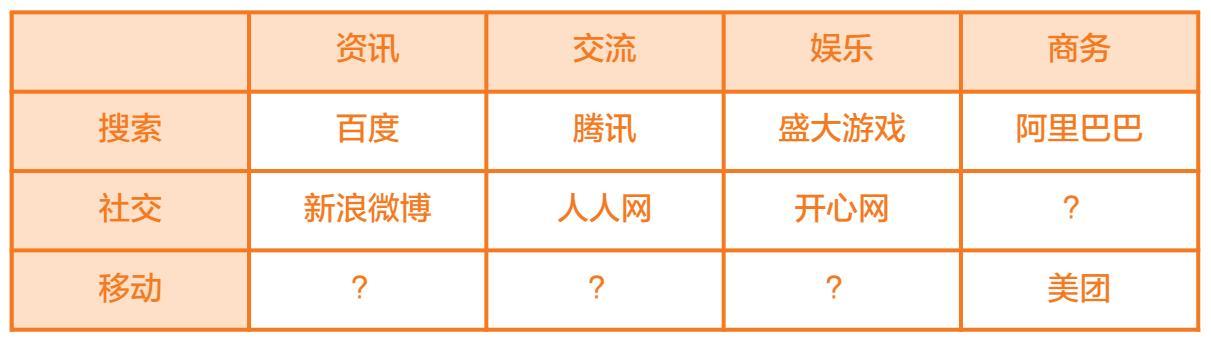 资讯 交流 娱乐 商务
搜索 百度 腾讯 盛大游戏 阿里巴巴
社交 新浪微博 人人网 开心网 ?
移动 ? ? ? 美团